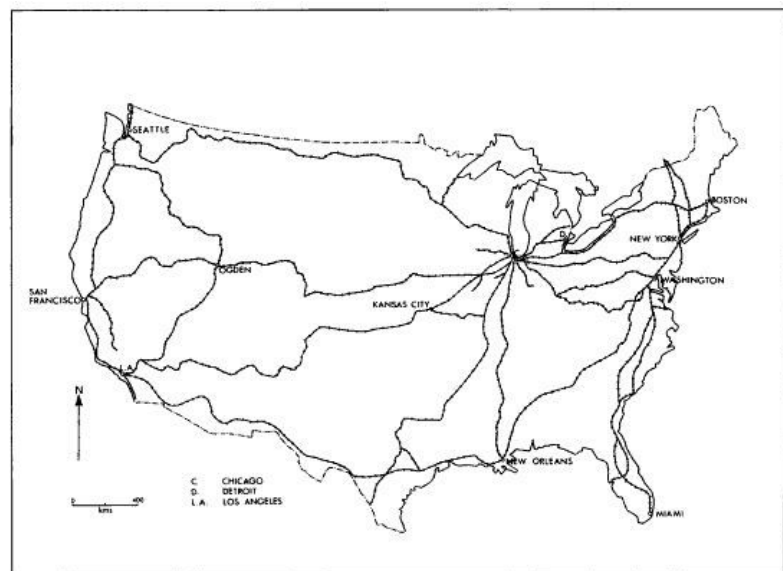 SEATTLE
BOSTON
D.
NEW YORK
C.
OGDEN
WASHINGTON
SAN
FRANCISCO
KANSAS CITY
L.A.
N
NEW ORLEANS
C. CHICAGO
D. DETROIT
L.A. LOS ANGELES
0 400
kms
MIAMI